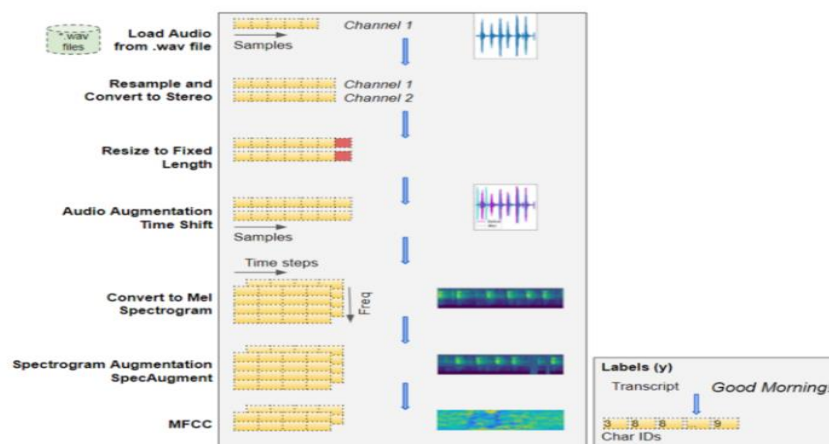 *.wav
files
Load Audio
from .wav file
Channel 1
Samples
Resample and
Convert to Stereo
Channel 1
Channel 2
Resize to Fixed
Length
Audio Augmentation
Time Shift
Samples
Time steps
Convert to Mel
Spectrogram
Freq
Spectrogram Augmentation
SpecAugment
MFCC
Labels (y)
Transcript
Good Morning!
3 8 8 9
Char IDs